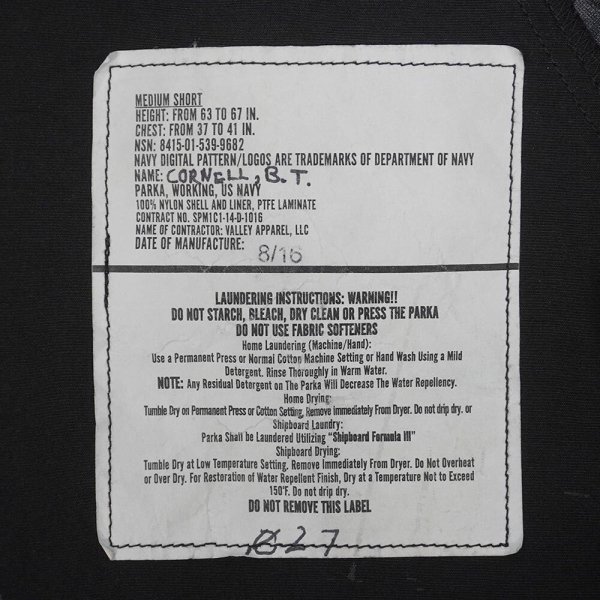 MEDIUM SHORT
HEIGHT: FROM 63 TO 67 IN.
CHEST: FROM 37 TO 41 IN.
NSN: 8415-01-539-9682
NAVY DIGITAL PATTERN/LOGOS ARE TRADEMARKS OF DEPARTMENT OF NAVY
NAME: CORNELL, B.T.
PARKA, WORKING, US NAVY
100% NYLON SHELL AND LINER, PTFE LAMINATE
CONTRACT NO. SPM1C1-14-D-1016
NAME OF CONTRACTOR: VALLEY APPAREL, LLC
DATE OF MANUFACTURE: 8/16
LAUNDERING INSTRUCTIONS: WARNING!!
DO NOT STARCH, BLEACH, DRY CLEAN OR PRESS THE PARKA
DO NOT USE FABRIC SOFTENERS
Home Laundering (Machine/Hand):
Use a Permanent Press or Normal Cotton Machine Setting or Hand Wash Using a Mild
Detergent. Rinse Thoroughly in Warm Water.
NOTE: Any Residual Detergent on The Parka Will Decrease The Water Repellency.
Home Drying:
Tumble Dry on Permanent Press or Cotton Setting, Remove immediately From Dryer. Do not drip dry. or
Shipboard Laundry:
Parka Shall be Laundered Utilizing "Shipboard Formula III"
Shipboard Drying:
Tumble Dry at Low Temperature Setting. Remove Immediately From Dryer. Do Not Overheat
or Over Dry. For Restoration of Water Repellent Finish, Dry at a Temperature Not to Exceed
150°F. Do not drip dry.
DO NOT REMOVE THIS LABEL
27